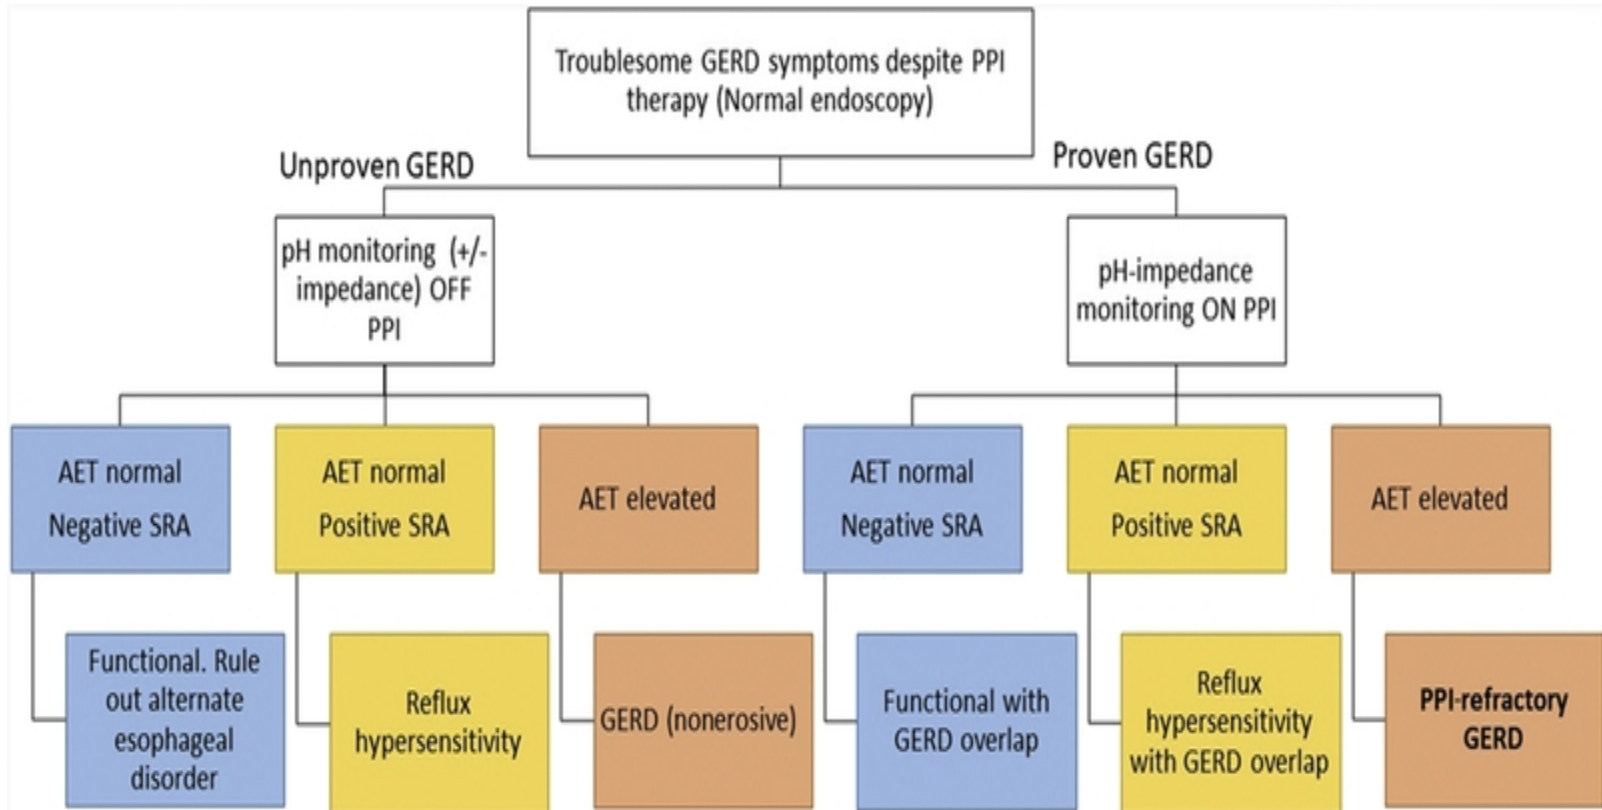 Troublesome GERD symptoms despite PPI
therapy (Normal endoscopy)
Unproven GERD
Proven GERD
pH monitoring (+/-
impedance) OFF
PPI
pH-impedance
monitoring ON PPI
AET normal
Negative SRA
AET normal
Positive SRA
AET elevated
AET normal
Negative SRA
AET normal
Positive SRA
AET elevated
Functional. Rule
out alternate
esophageal
disorder
Reflux
hypersensitivity
GERD (nonerosive)
Functional with
GERD overlap
Reflux
hypersensitivity
with GERD overlap
PPI-refractory
GERD